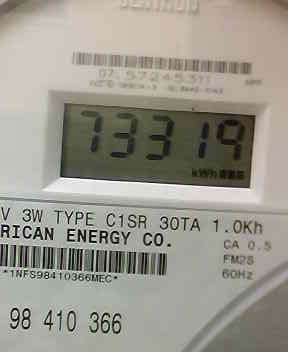 CENTRON
07 57245311
73319
kWh
V 3W TYPE C1SR 30TA 1.0Kh
RICAN ENERGY CO.
CA 0.5
FM2S
60Hz
*1NFS98410366MEC*
98 410 366